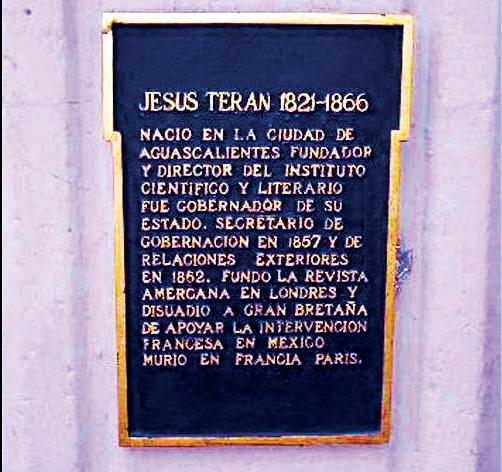 JESUS TERAN 1821-1866
NACIO EN LA CIUDAD DE
AGUASCALIENTES FUNDADOR
Y DIRECTOR DEL INSTITUTO
CIENTIFICO Y LITERARIO
FUE GOBERNADOR DE SU
ESTADO. SECRETARIO DE
GOBERNACION EN 1857 Y DE
RELACIONES EXTERIORES
EN 1862. FUNDO LA REVISTA
AMERCANA EN LONDRES Y
DISUADIO A GRAN BRETAÑA
DE APOYAR LA INTERVENCION
FRANCESA EN MEXICO
MURIO EN FRANCIA PARIS.